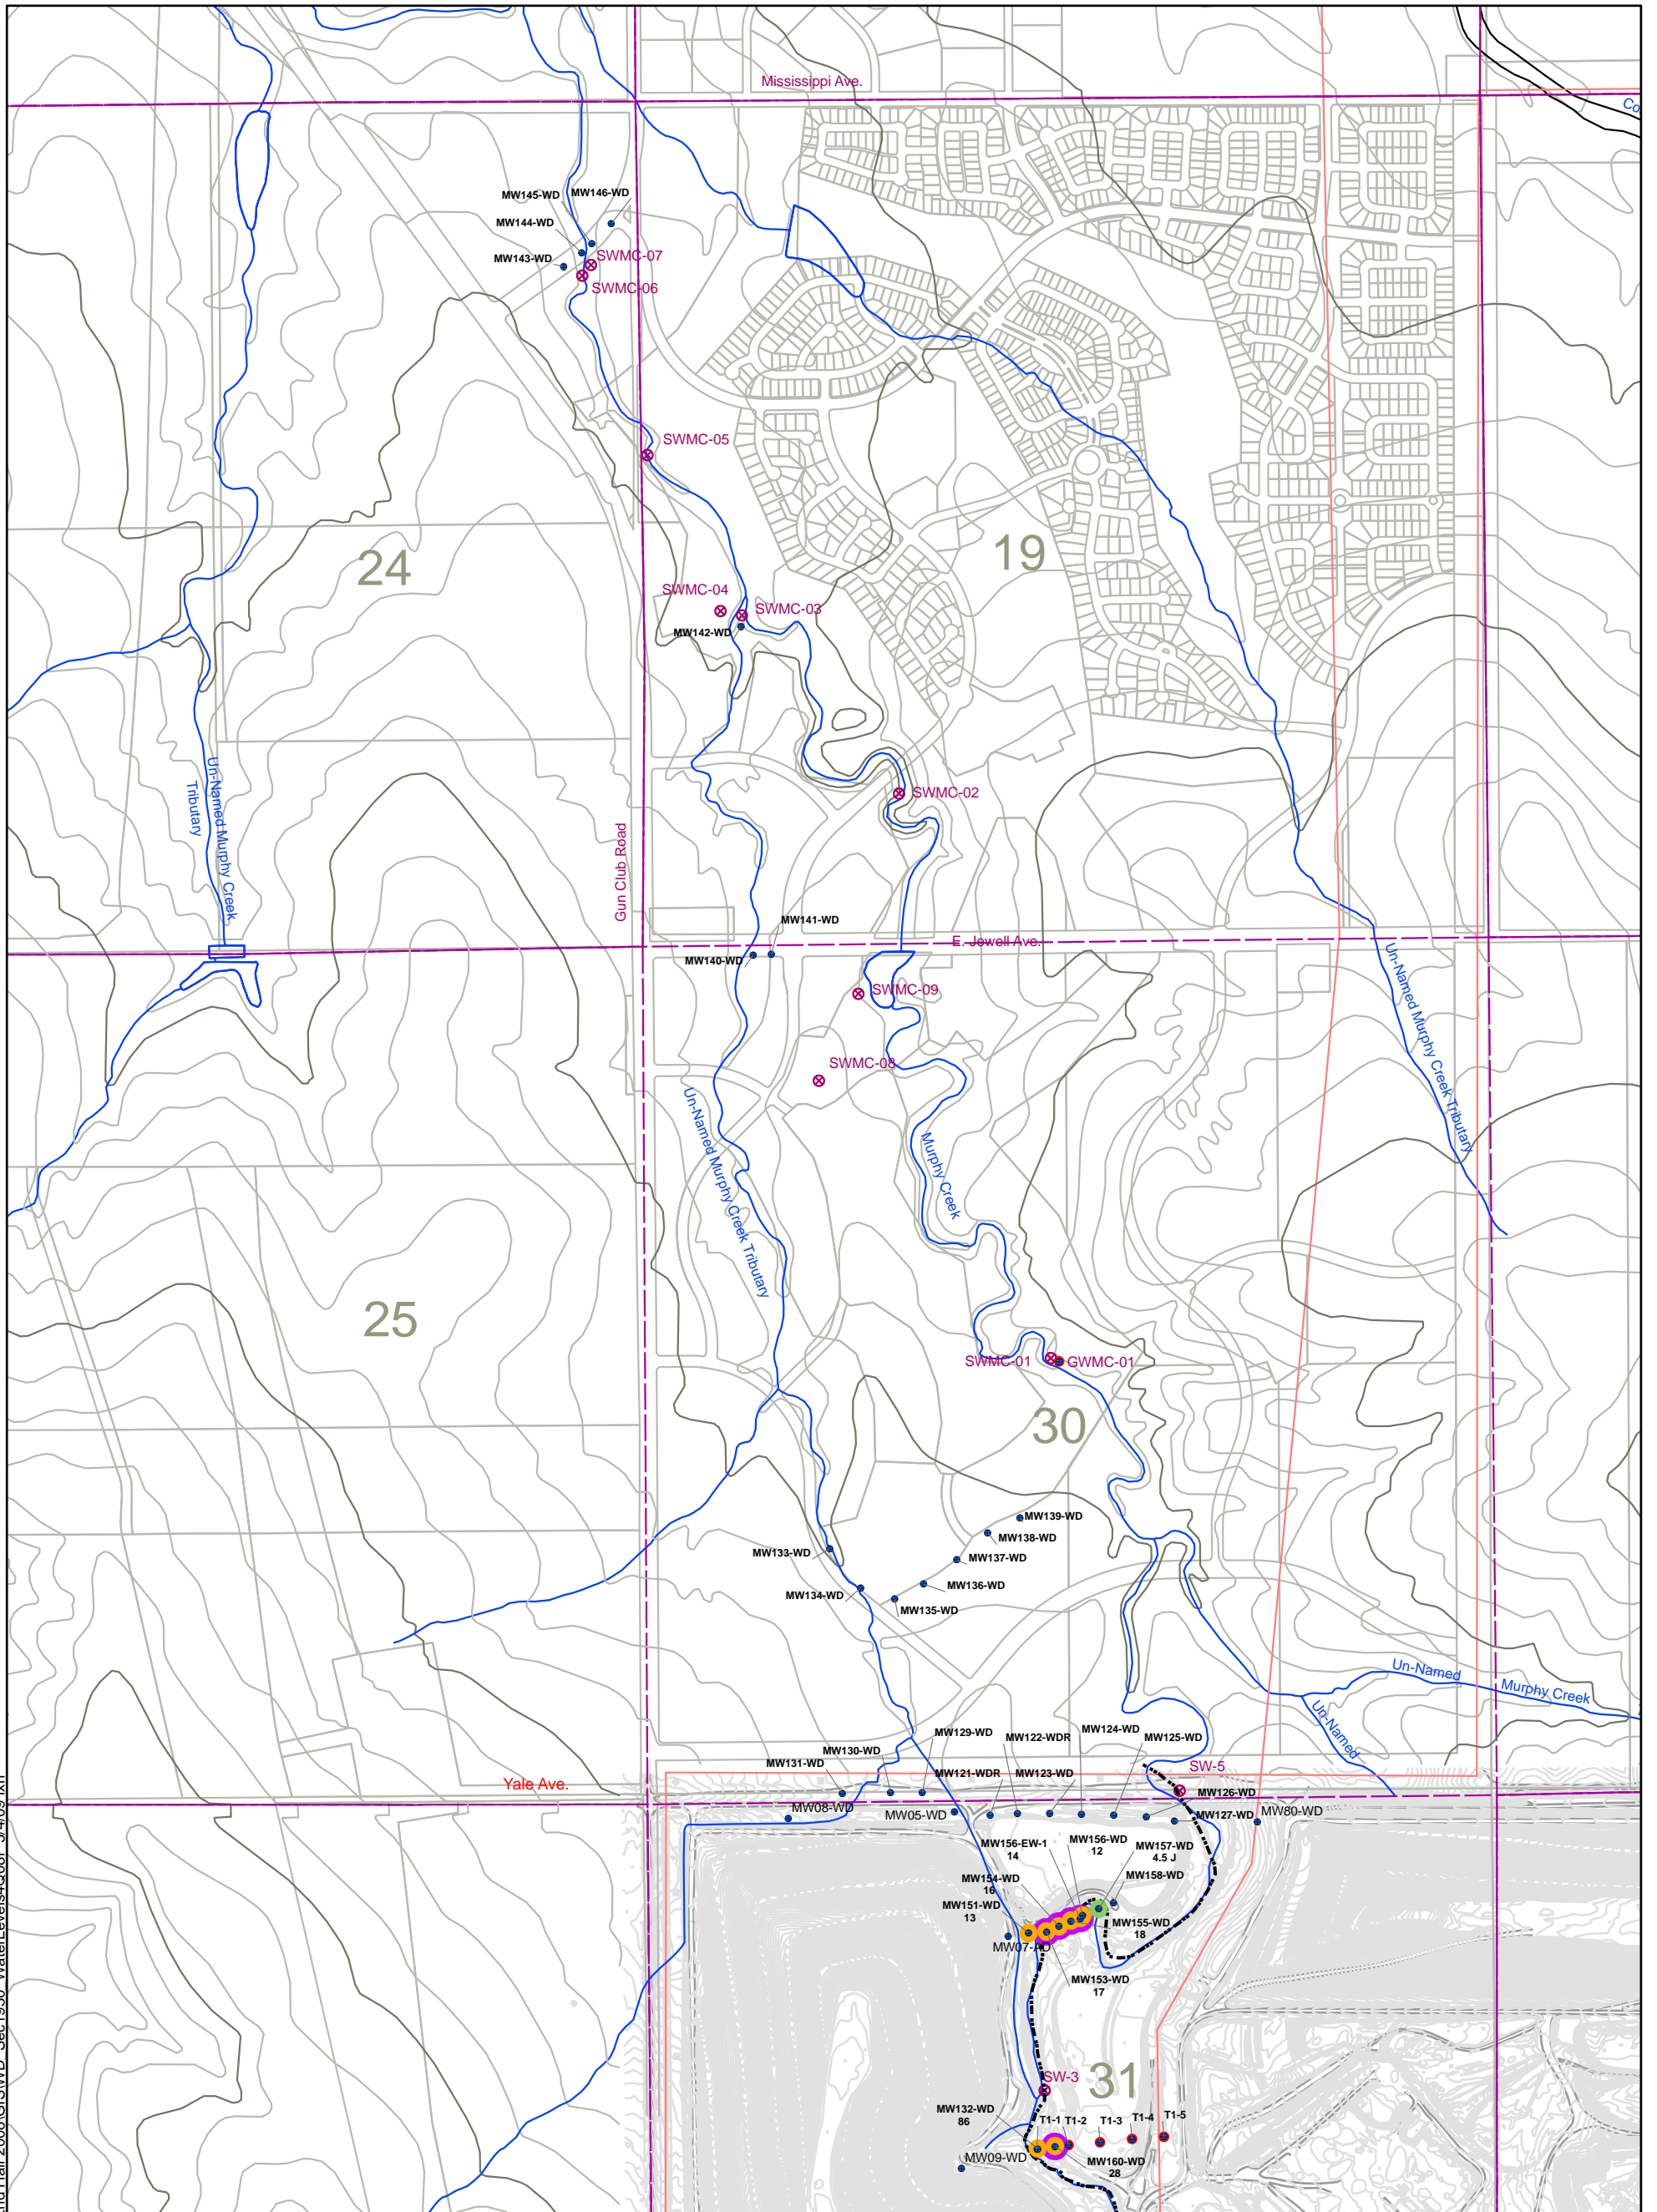 Mississippi Ave.
Co
MW145-WD
MW146-WD
MW144-WD
MW143-WD
SWMC-07
SWMC-06
SWMC-05
24
19
SWMC-04
SWMC-03
MW142-WD
Un-Named Murphy Creek
Tributary
SWMC-02
Gun Club Road
MW141-WD
E. Jewell Ave.
MW140-WD
SWMC-09
Un-Named Murphy Creek Tributary
SWMC-08
Un-Named Murphy Creek Tributary
Murphy Creek
25
SWMC-01
GWMC-01
30
MW139-WD
MW138-WD
MW133-WD
MW137-WD
MW136-WD
MW134-WD
MW135-WD
Un-Named
Murphy Creek
Un-Named
MW129-WD
MW122-WDR
MW124-WD
MW125-WD
MW130-WD
MW131-WD
SW-5
Yale Ave.
MW121-WDR
MW123-WD
MW126-WD
MW08-WD
MW05-WD
MW127-WD
MW80-WD
MW156-EW-1
14
MW156-WD
12
MW157-WD
4.5 J
MW154-WD
16
MW158-WD
MW151-WD
13
MW155-WD
18
MW07-AD
MW153-WD
17
31
SW-3
MW132-WD
86
T1-1
T1-2
T1-3
T1-4
T1-5
MW09-WD
MW160-WD
28